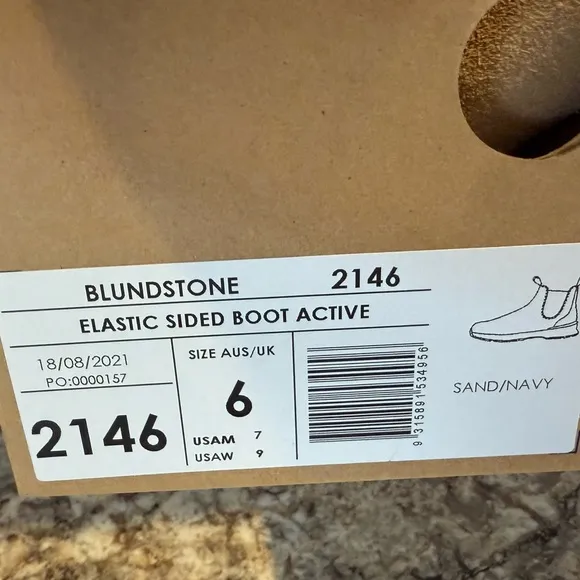 BLUNDSTONE 2146
ELASTIC SIDED BOOT ACTIVE
18/08/2021
PO:0000157
2146
SIZE AUS/UK
6
USAM 7
USAW 9
9 315891 534956
SAND/NAVY